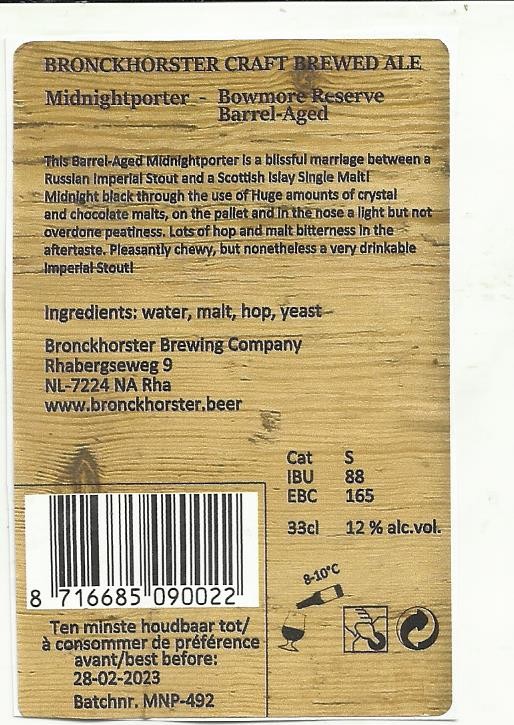 BRONCKHORSTER CRAFT BREWED ALE
Midnightporter - Bowmore Reserve
Barrel-Aged
This Barrel-Aged Midnightporter is a blissful marriage between a
Russian Imperial Stout and a Scottish Islay Single Malt!
Midnight black through the use of Huge amounts of crystal
and chocolate malts, on the pallet and in the nose a light but not
overdone peatiness. Lots of hop and malt bitterness in the
aftertaste. Pleasantly chewy, but nonetheless a very drinkable
Imperial Stout!
Ingredients: water, malt, hop, yeast
Bronckhorster Brewing Company
Rhabergseweg 9
NL-7224 NA Rha
www.bronckhorster.beer
Cat S
IBU 88
EBC 165
33cl 12 % alc.vol.
8-10°C
8 716685 090022
Ten minste houdbaar tot/
à consommer de préférence
avant/best before:
28-02-2023
Batchnr. MNP-492